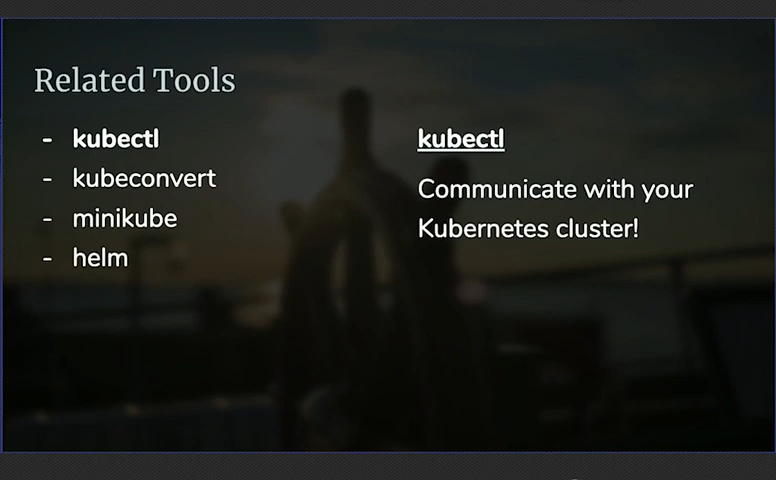 Related Tools
- kubectl
- kubeconvert
- minikube
- helm
kubectl
Communicate with your
Kubernetes cluster!